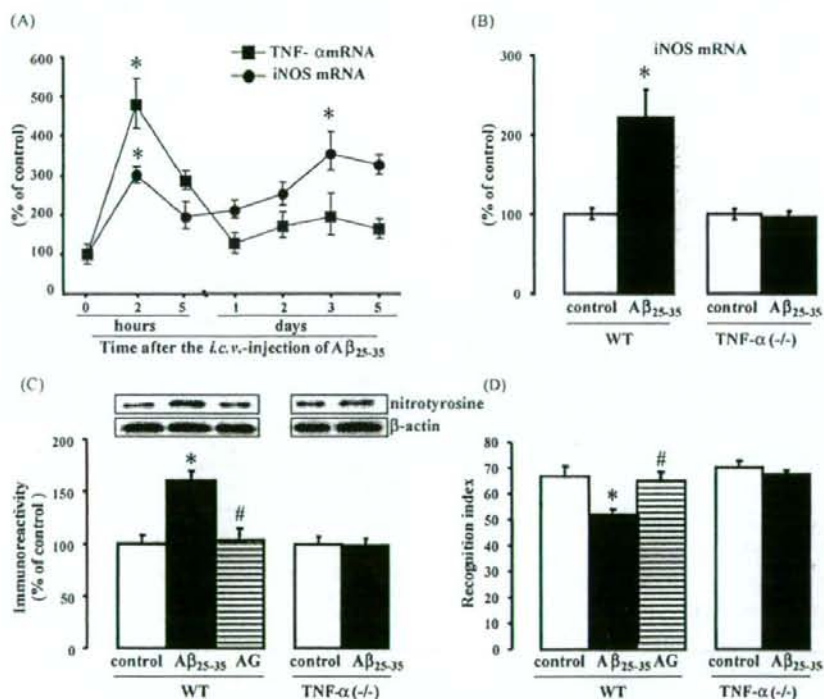 (A)
TNF- αmRNA
iNOS mRNA
(% of control)
600
500
400
300
200
100
0
*
*
*
0 2 5 1 2 3 5
hours days
Time after the i.c.v.-injection of Aβ25-35
(B)
iNOS mRNA
(% of control)
300
200
100
0
*
control Aβ25-35 control Aβ25-35
WT TNF-α (-/-)
(C)
nitrotyrosine
β-actin
Immunoreactivity
(% of control )
200
150
100
50
0
*
#
control Aβ25-35 AG control Aβ25-35
WT TNF-α (-/-)
(D)
Recognition index
80
70
60
50
40
30
20
10
0
*
#
control Aβ25-35 AG control Aβ25-35
WT TNF-α (-/-)